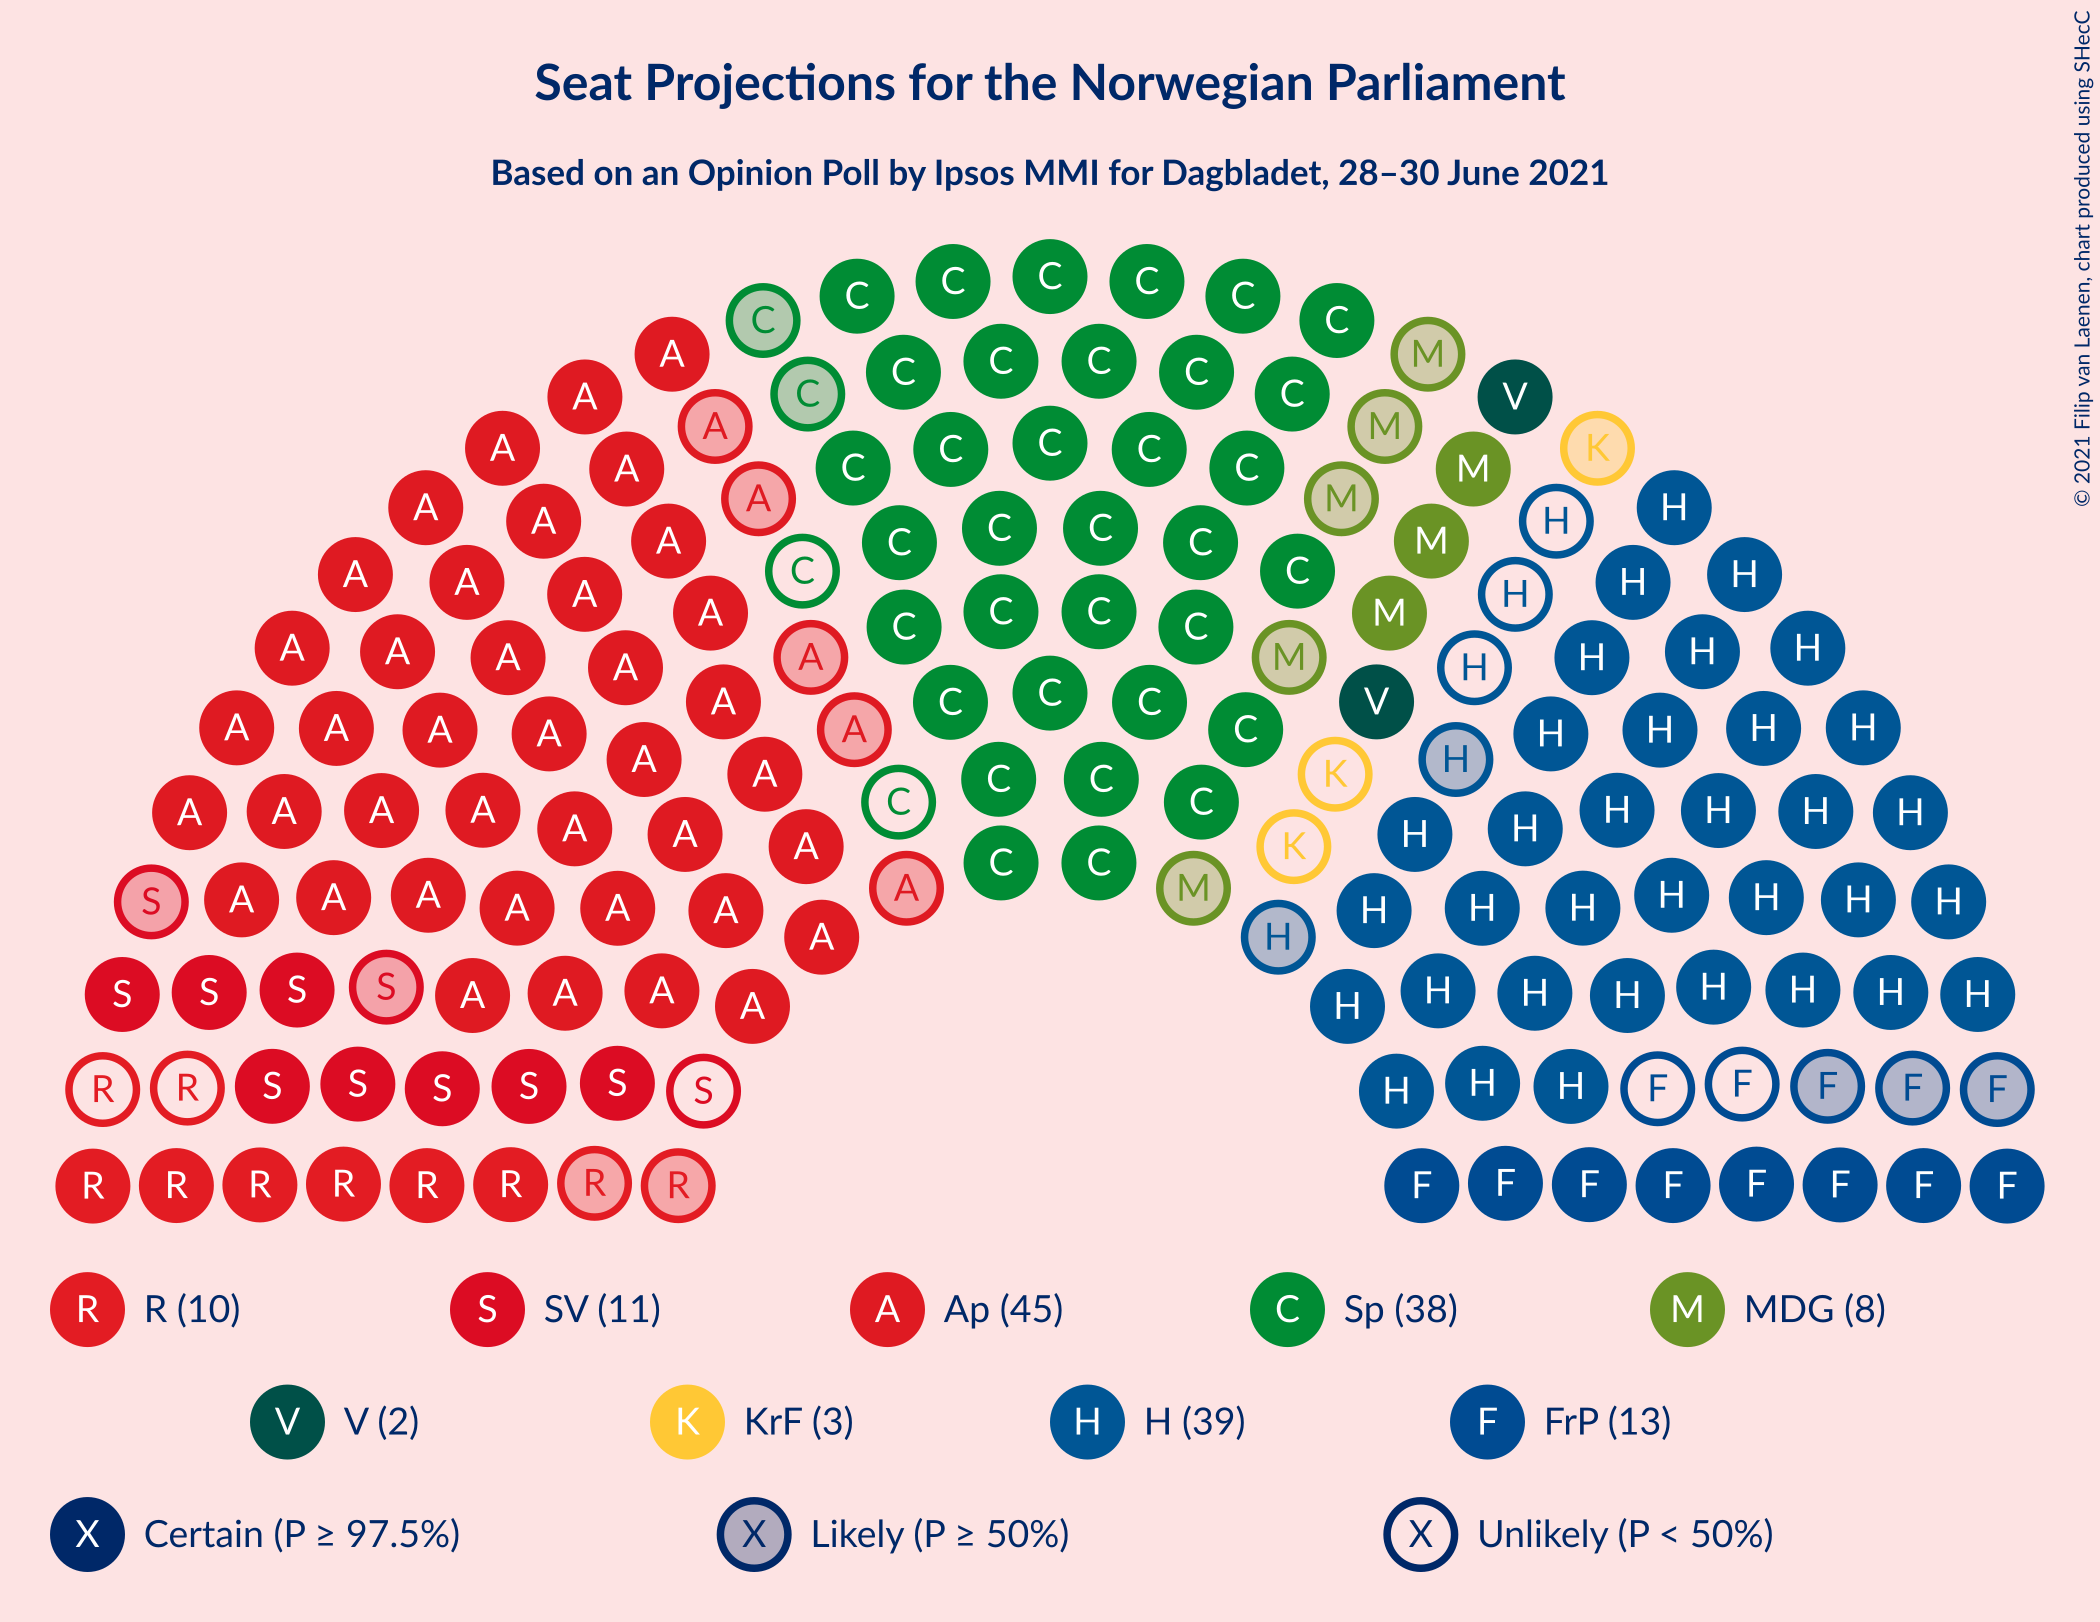 Seat Projections for the Norwegian Parliament
Based on an Opinion Poll by Ipsos MMI for Dagbladet, 28–30 June 2021
© 2021 Filip van Laenen, chart produced using SHecC
C C C C C C C
A C C C C C C M
A A C C C C C M V
A A A C C C C C M M K
A A A C C C C C C M H H
A A A A C C C C M M H H H
A A A A A C C C C V H H H H
A A A A A A A C C C K H H H H H
A A A A A A A C C C C K H H H H H H
S A A A A A A A A C C M H H H H H H H H
S S S S A A A A H H H H H H H H
R R S S S S S S H H H F F F F F
R R R R R R R R F F F F F F F F
R R (10) S SV (11) A Ap (45) C Sp (38) M MDG (8)
V V (2) K KrF (3) H H (39) F FrP (13)
X Certain (P ≥ 97.5%) X Likely (P ≥ 50%) X Unlikely (P < 50%)